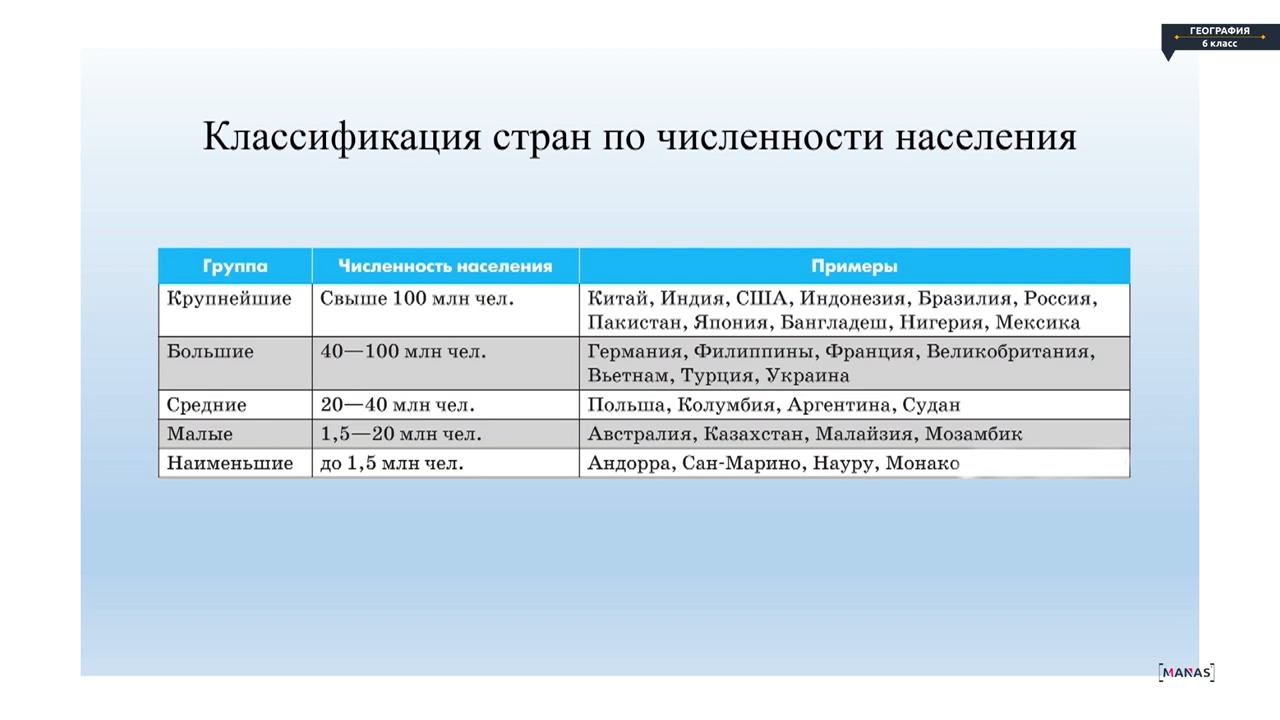 ГЕОГРАФИЯ
6 класс
Классификация стран по численности населения
Группа Численность населения Примеры
Крупнейшие Свыше 100 млн чел. Китай, Индия, США, Индонезия, Бразилия, Россия,
Пакистан, Япония, Бангладеш, Нигерия, Мексика
Большие 40—100 млн чел. Германия, Филиппины, Франция, Великобритания,
Вьетнам, Турция, Украина
Средние 20—40 млн чел. Польша, Колумбия, Аргентина, Судан
Малые 1,5—20 млн чел. Австралия, Казахстан, Малайзия, Мозамбик
Наименьшие до 1,5 млн чел. Андорра, Сан-Марино, Науру, Монако
[MANAS]